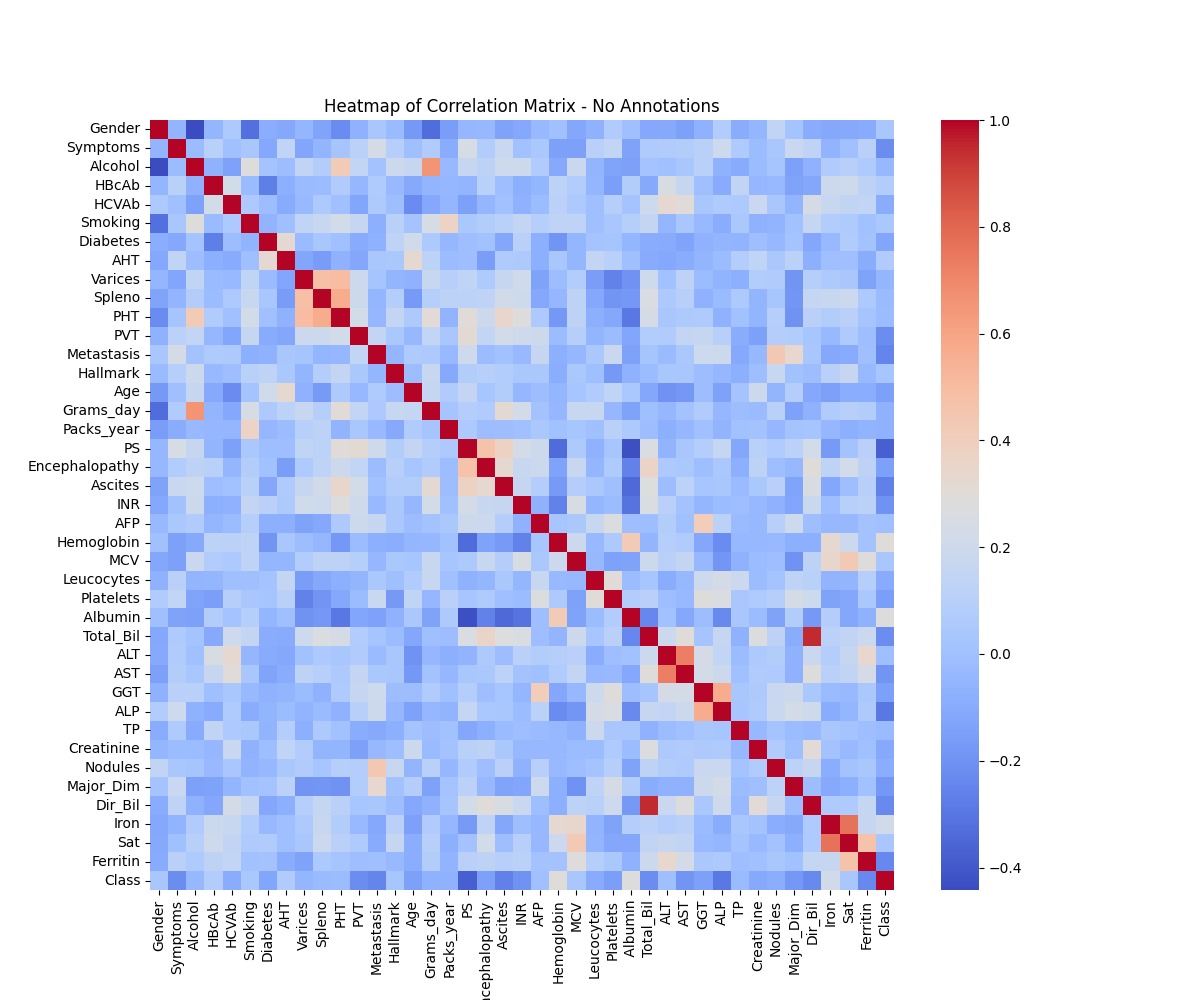 Heatmap of Correlation Matrix - No Annotations
Gender
Symptoms
Alcohol
HBcAb
HCVAb
Smoking
Diabetes
AHT
Varices
Spleno
PHT
PVT
Metastasis
Hallmark
Age
Grams_day
Packs_year
PS
Encephalopathy
Ascites
INR
AFP
Hemoglobin
MCV
Leucocytes
Platelets
Albumin
Total_Bil
ALT
AST
GGT
ALP
TP
Creatinine
Nodules
Major_Dim
Dir_Bil
Iron
Sat
Ferritin
Class
Gender
Symptoms
Alcohol
HBcAb
HCVAb
Smoking
Diabetes
AHT
Varices
Spleno
PHT
PVT
Metastasis
Hallmark
Age
Grams_day
Packs_year
PS
ncephalopathy
Ascites
INR
AFP
Hemoglobin
MCV
Leucocytes
Platelets
Albumin
Total_Bil
ALT
AST
GGT
ALP
TP
Creatinine
Nodules
Major_Dim
Dir_Bil
Iron
Sat
Ferritin
Class
1.0
0.8
0.6
0.4
0.2
0.0
−0.2
−0.4